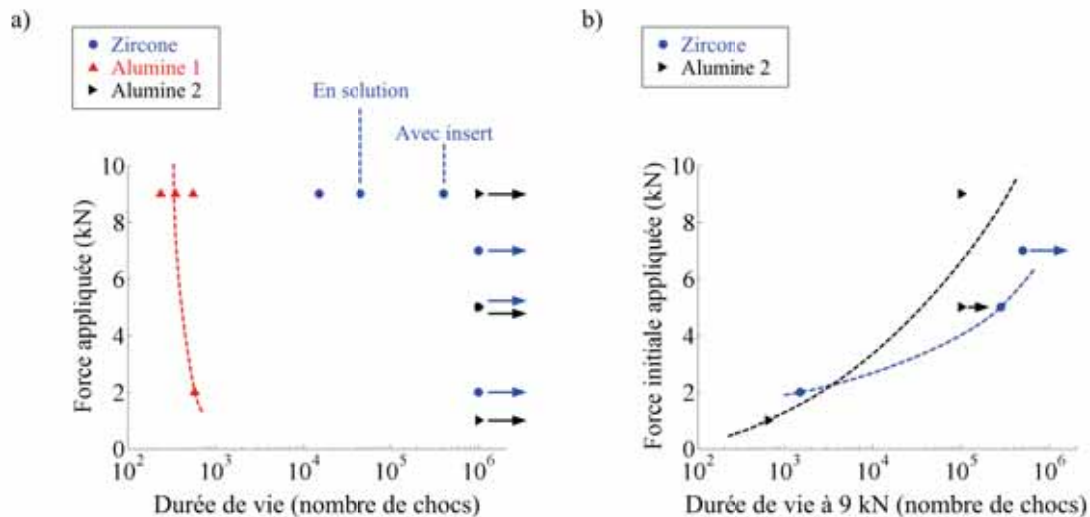 a)
Zircone
Alumine 1
Alumine 2
En solution
Avec insert
10
8
6
4
2
0
Force appliquée (kN)
10² 10³ 10⁴ 10⁵ 10⁶
Durée de vie (nombre de chocs)
b)
Zircone
Alumine 2
10
8
6
4
2
0
Force initiale appliquée (kN)
10² 10³ 10⁴ 10⁵ 10⁶
Durée de vie à 9 kN (nombre de chocs)